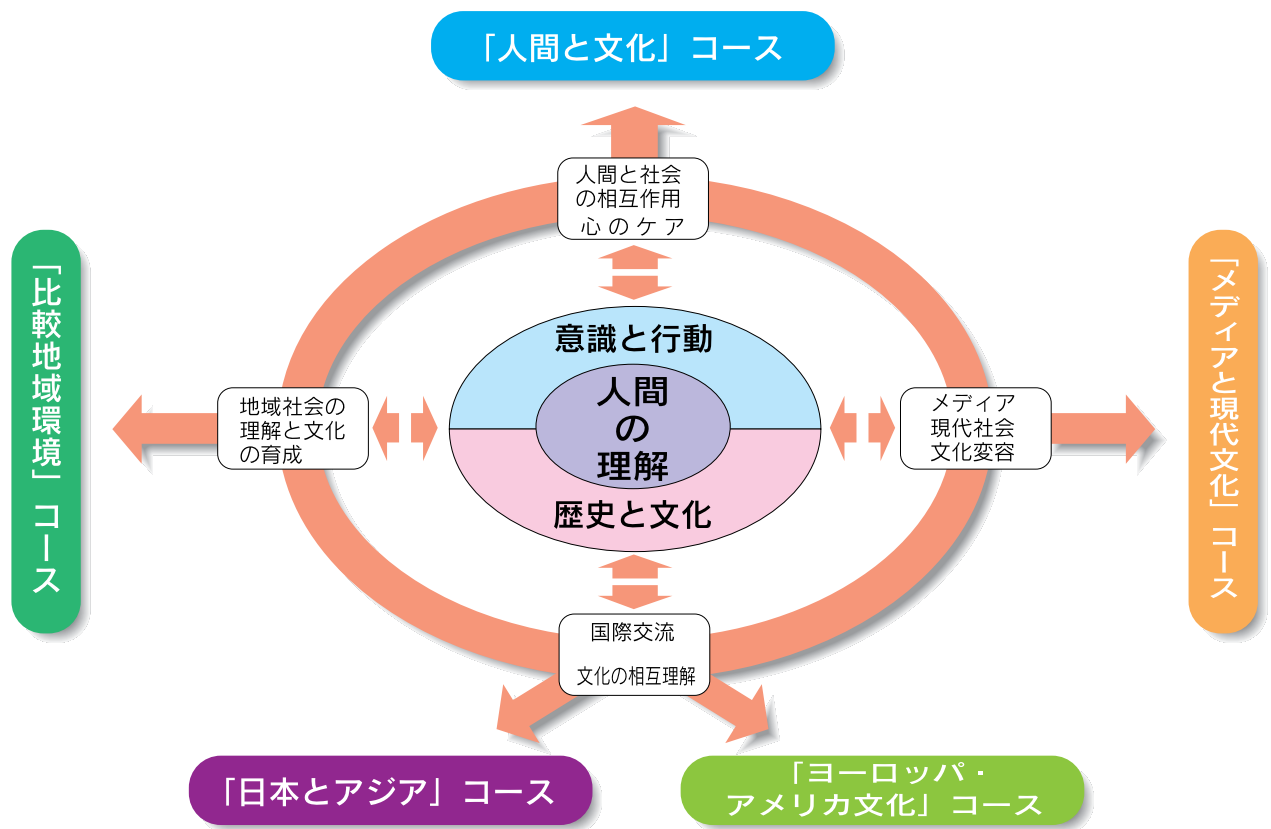 「人間と文化」コース
人間と社会
の相互作用
心のケア
「比較地域環境」コース
「メディアと現代文化」コース
意識と行動
人間
の
理解
歴史と文化
地域社会の
理解と文化
の育成
メディア
現代社会
文化変容
国際交流
文化の相互理解
「日本とアジア」コース
「ヨーロッパ・
アメリカ文化」コース